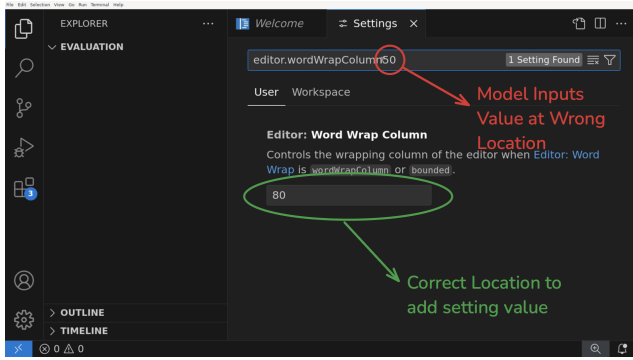 File Edit Selection View Go Run Terminal Help
EXPLORER
Welcome
Settings
EVALUATION
editor.wordWrapColumn50
1 Setting Found
User Workspace
Model Inputs
Value at Wrong
Location
Editor: Word Wrap Column
Controls the wrapping column of the editor when Editor: Word
Wrap is wordWrapColumn or bounded.
80
3
Correct Location to
add setting value
OUTLINE
TIMELINE
0 0